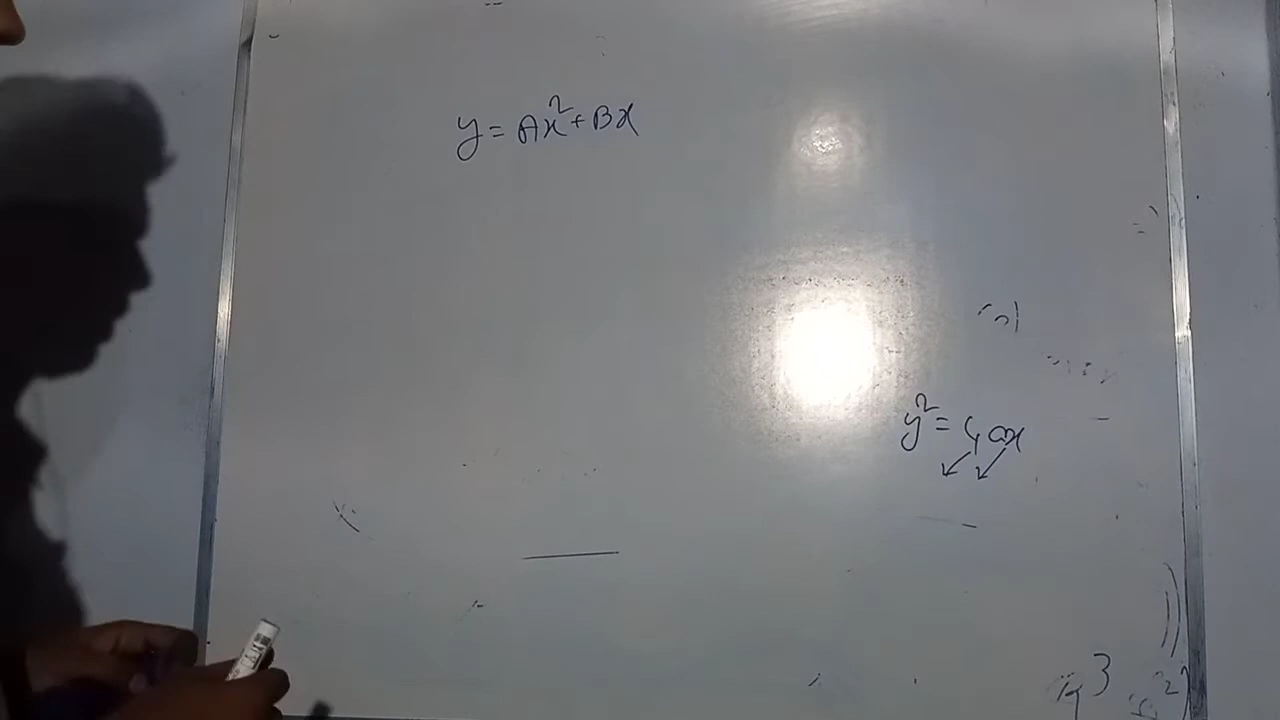 y = Ax² + Bx
y² = 4ax